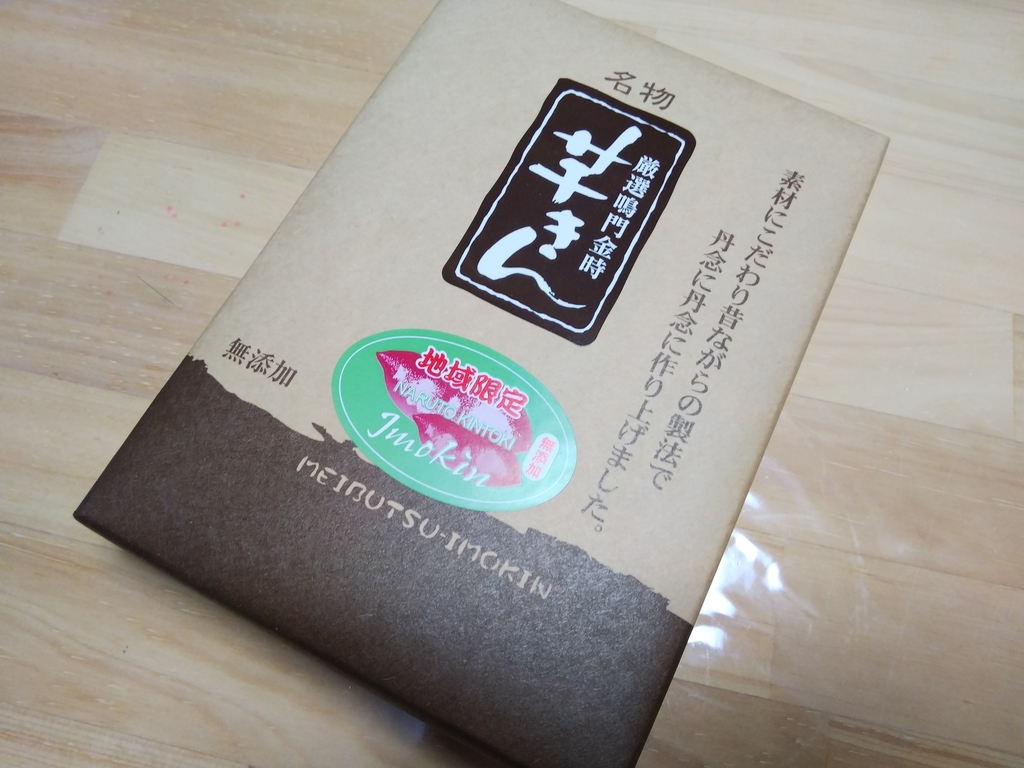 名物
厳選鳴門金時
芋きん
素材にこだわり昔ながらの製法で
丹念に丹念に作り上げました。
無添加
地域限定
NARUTO KINTOKI
Imokin
無添加
MEIBUTSU-IMOKIN